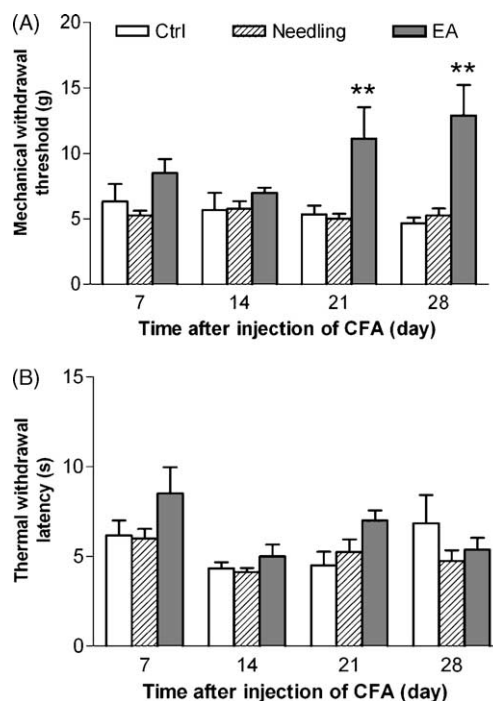 (A)
20
15
10
5
0
Mechanical withdrawal
threshold (g)
Ctrl Needling EA
** **
7 14 21 28
Time after injection of CFA (day)
(B)
15
10
5
0
Thermal withdrawal
latency (s)
7 14 21 28
Time after injection of CFA (day)